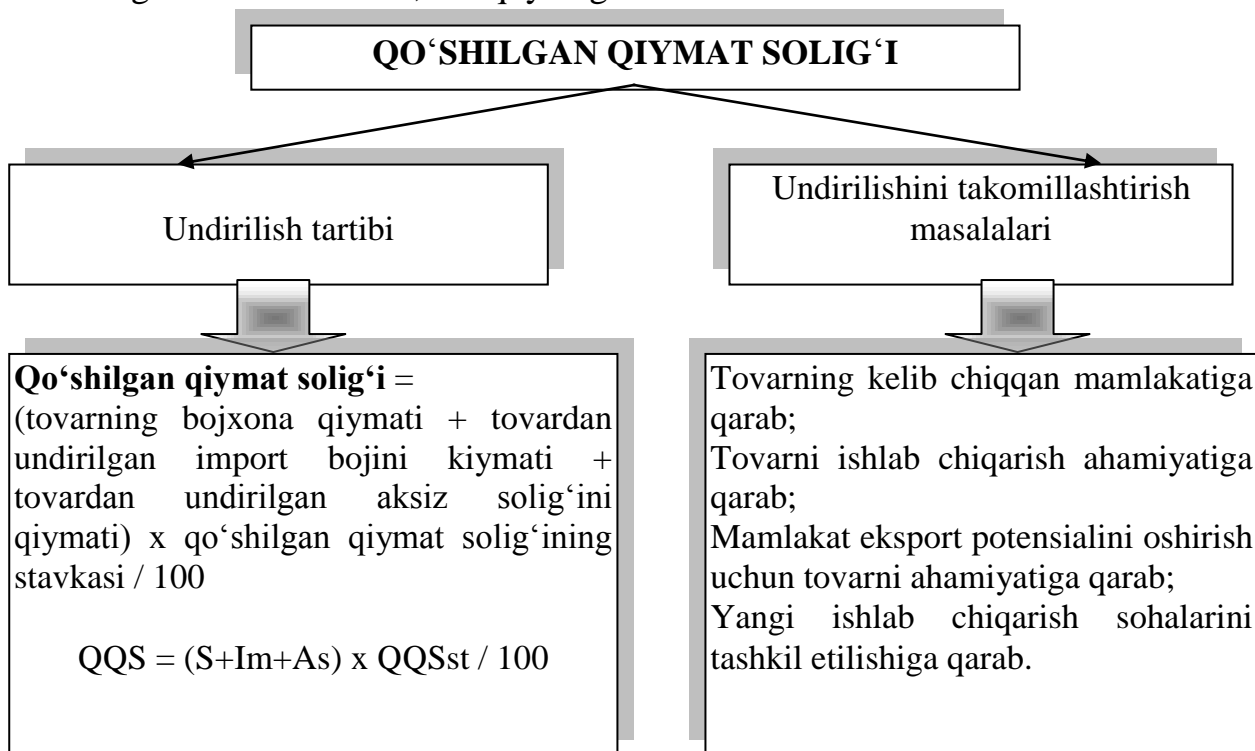 QO‘SHILGAN QIYMAT SOLIG‘I
Undirilish tartibi
Undirilishini takomillashtirish
masalalari
Qo‘shilgan qiymat solig‘i =
(tovarning bojxona qiymati + tovardan
undirilgan import bojini kiymati +
tovardan undirilgan aksiz solig‘ini
qiymati) x qo‘shilgan qiymat solig‘ining
stavkasi / 100
QQS = (S+Im+As) x QQSst / 100
Tovarning kelib chiqqan mamlakatiga
qarab;
Tovarni ishlab chiqarish ahamiyatiga
qarab;
Mamlakat eksport potensialini oshirish
uchun tovarni ahamiyatiga qarab;
Yangi ishlab chiqarish sohalarini
tashkil etilishiga qarab.